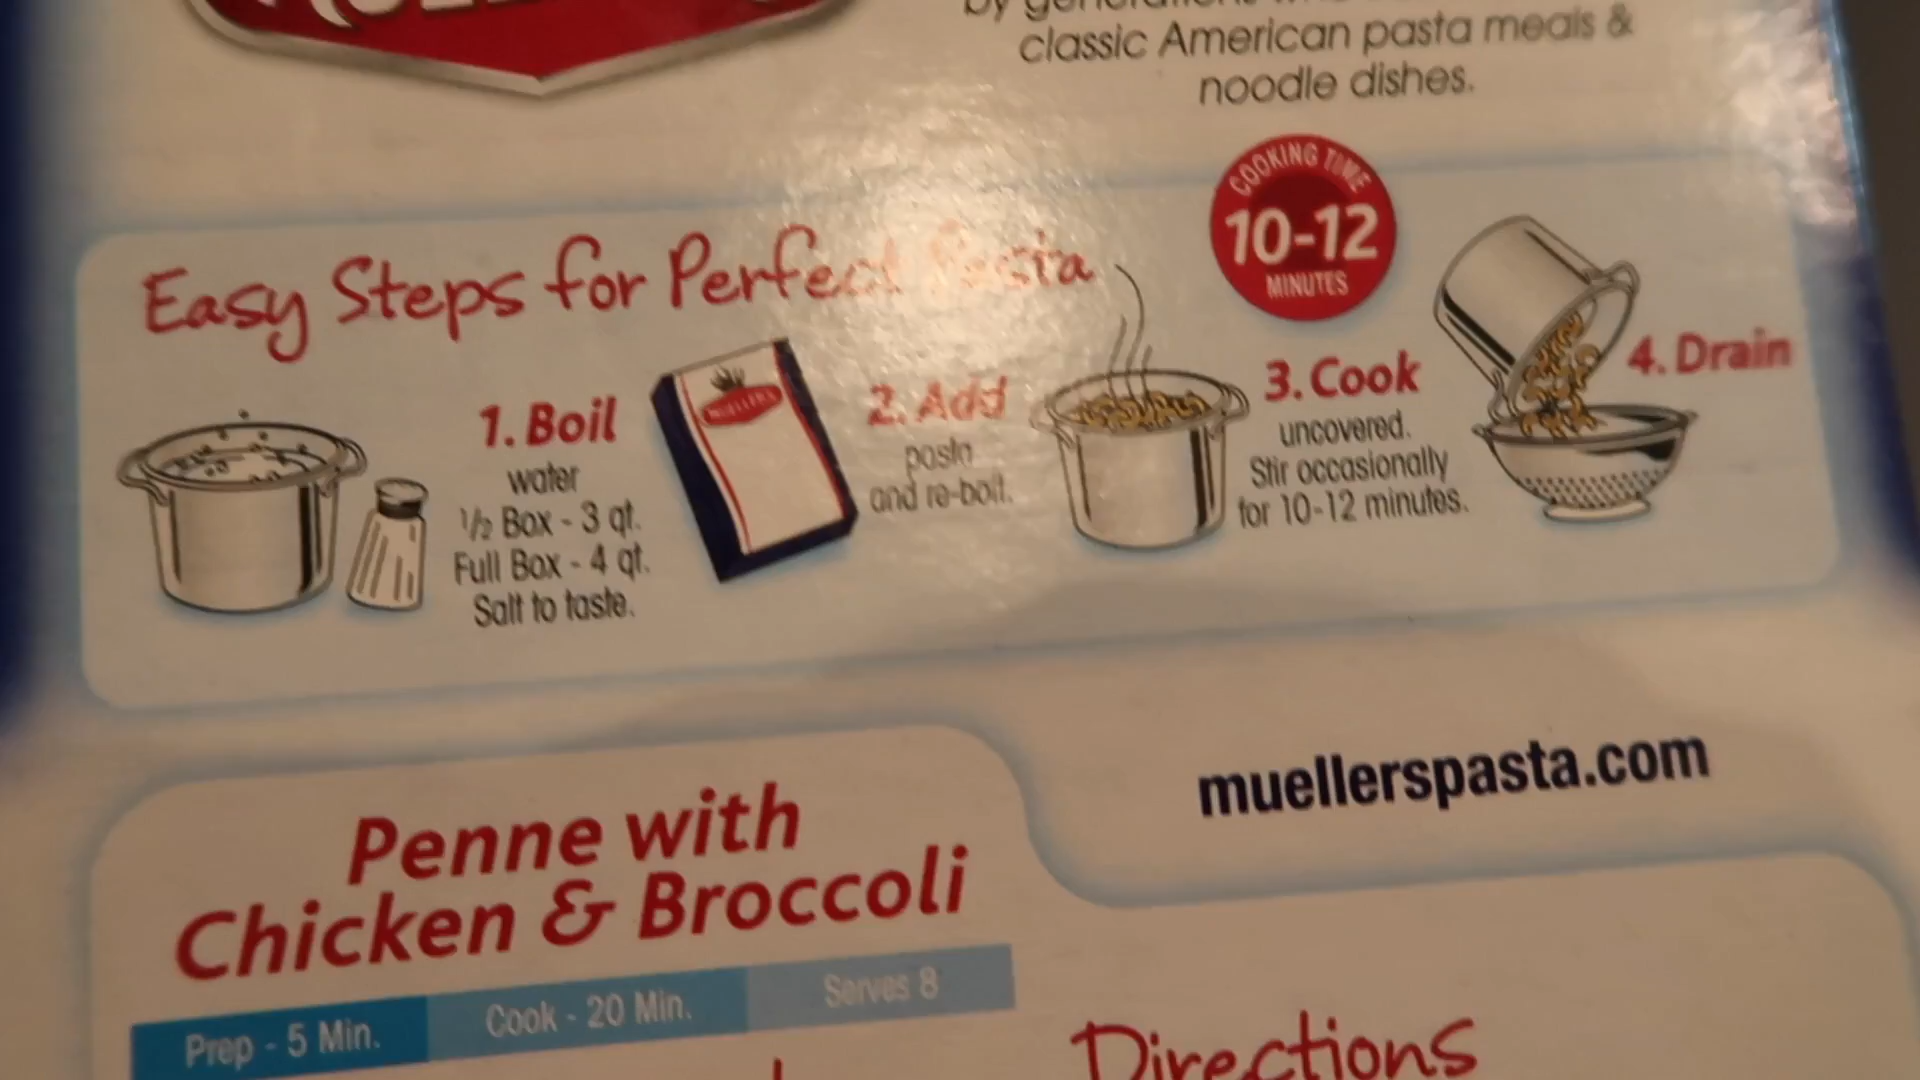 classic American pasta meals &
noodle dishes.
COOKING TIME
10-12
MINUTES
Easy Steps for Perfect Pasta
1. Boil
water
1/2 Box - 3 qt.
Full Box - 4 qt.
Salt to taste.
MUELLER'S
2. Add
pasta
and re-boil.
3. Cook
uncovered.
Stir occasionally
for 10-12 minutes.
4. Drain
muellerspasta.com
Penne with
Chicken & Broccoli
Prep - 5 Min.
Cook - 20 Min.
Serves 8
Directions